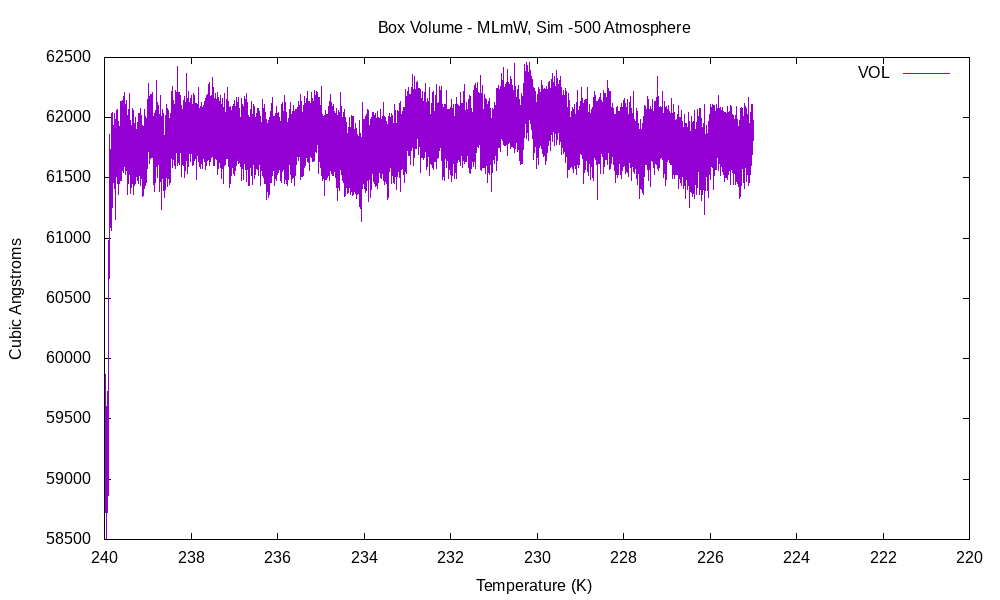 Box Volume - MLmW, Sim -500 Atmosphere
62500
VOL
62000
61500
61000
60500
60000
59500
59000
58500
Cubic Angstroms
240 238 236 234 232 230 228 226 224 222 220
Temperature (K)